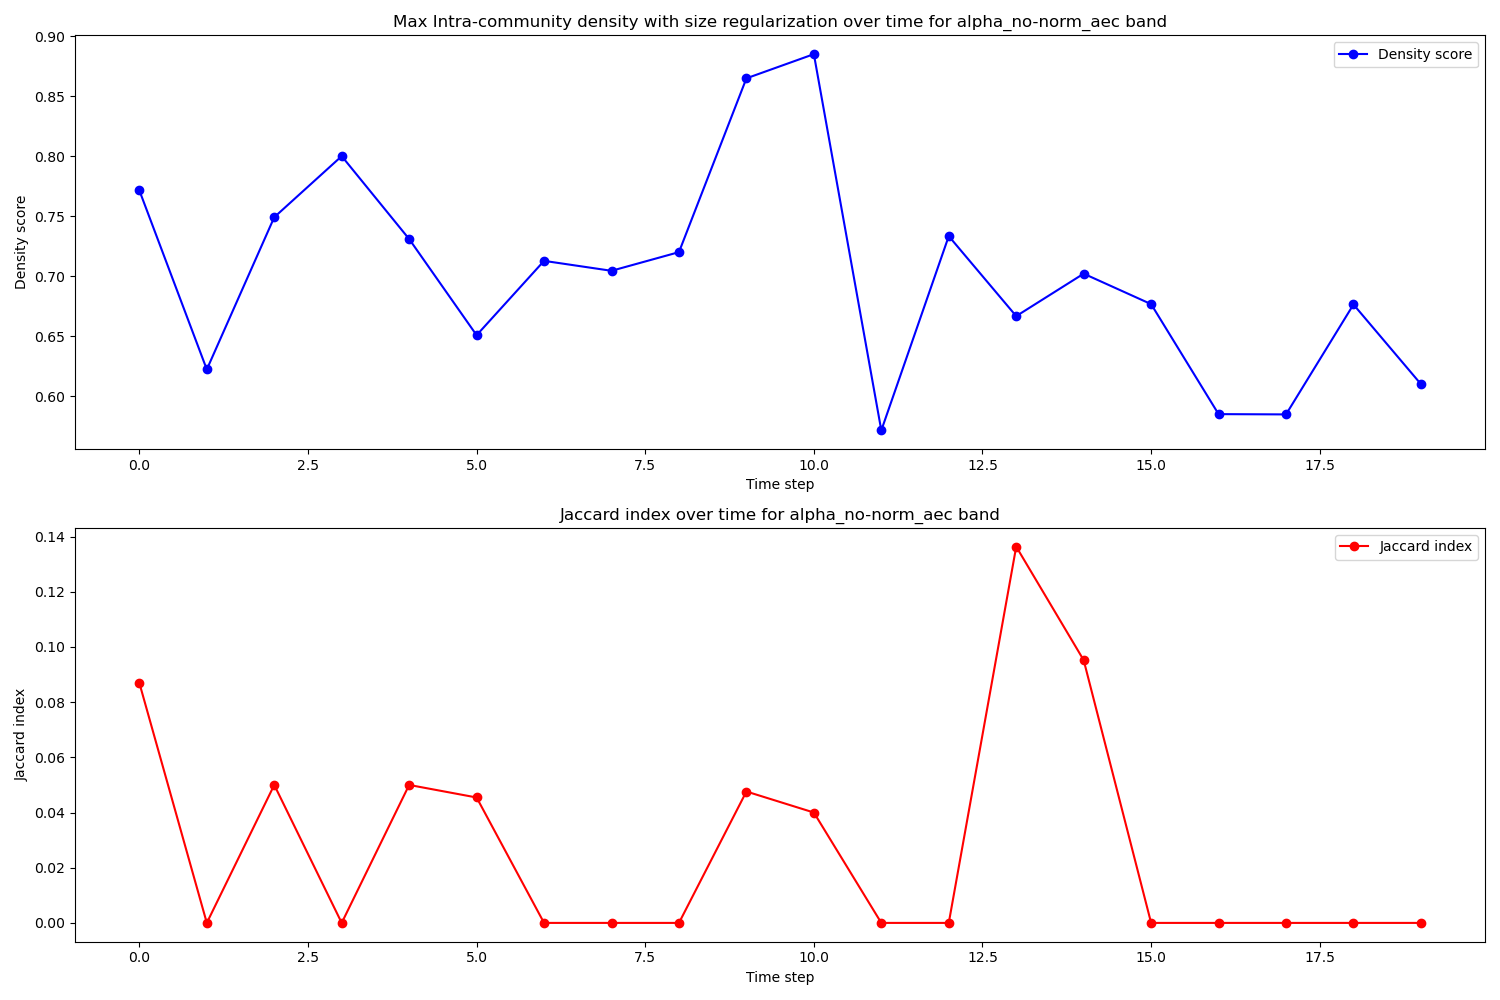 Max Intra-community density with size regularization over time for alpha_no-norm_aec band
Density score
0.90
0.85
0.80
0.75
0.70
0.65
0.60
Density score
0.0 2.5 5.0 7.5 10.0 12.5 15.0 17.5
Time step
Jaccard index over time for alpha_no-norm_aec band
Jaccard index
0.14
0.12
0.10
0.08
0.06
0.04
0.02
0.00
Jaccard index
0.0 2.5 5.0 7.5 10.0 12.5 15.0 17.5
Time step